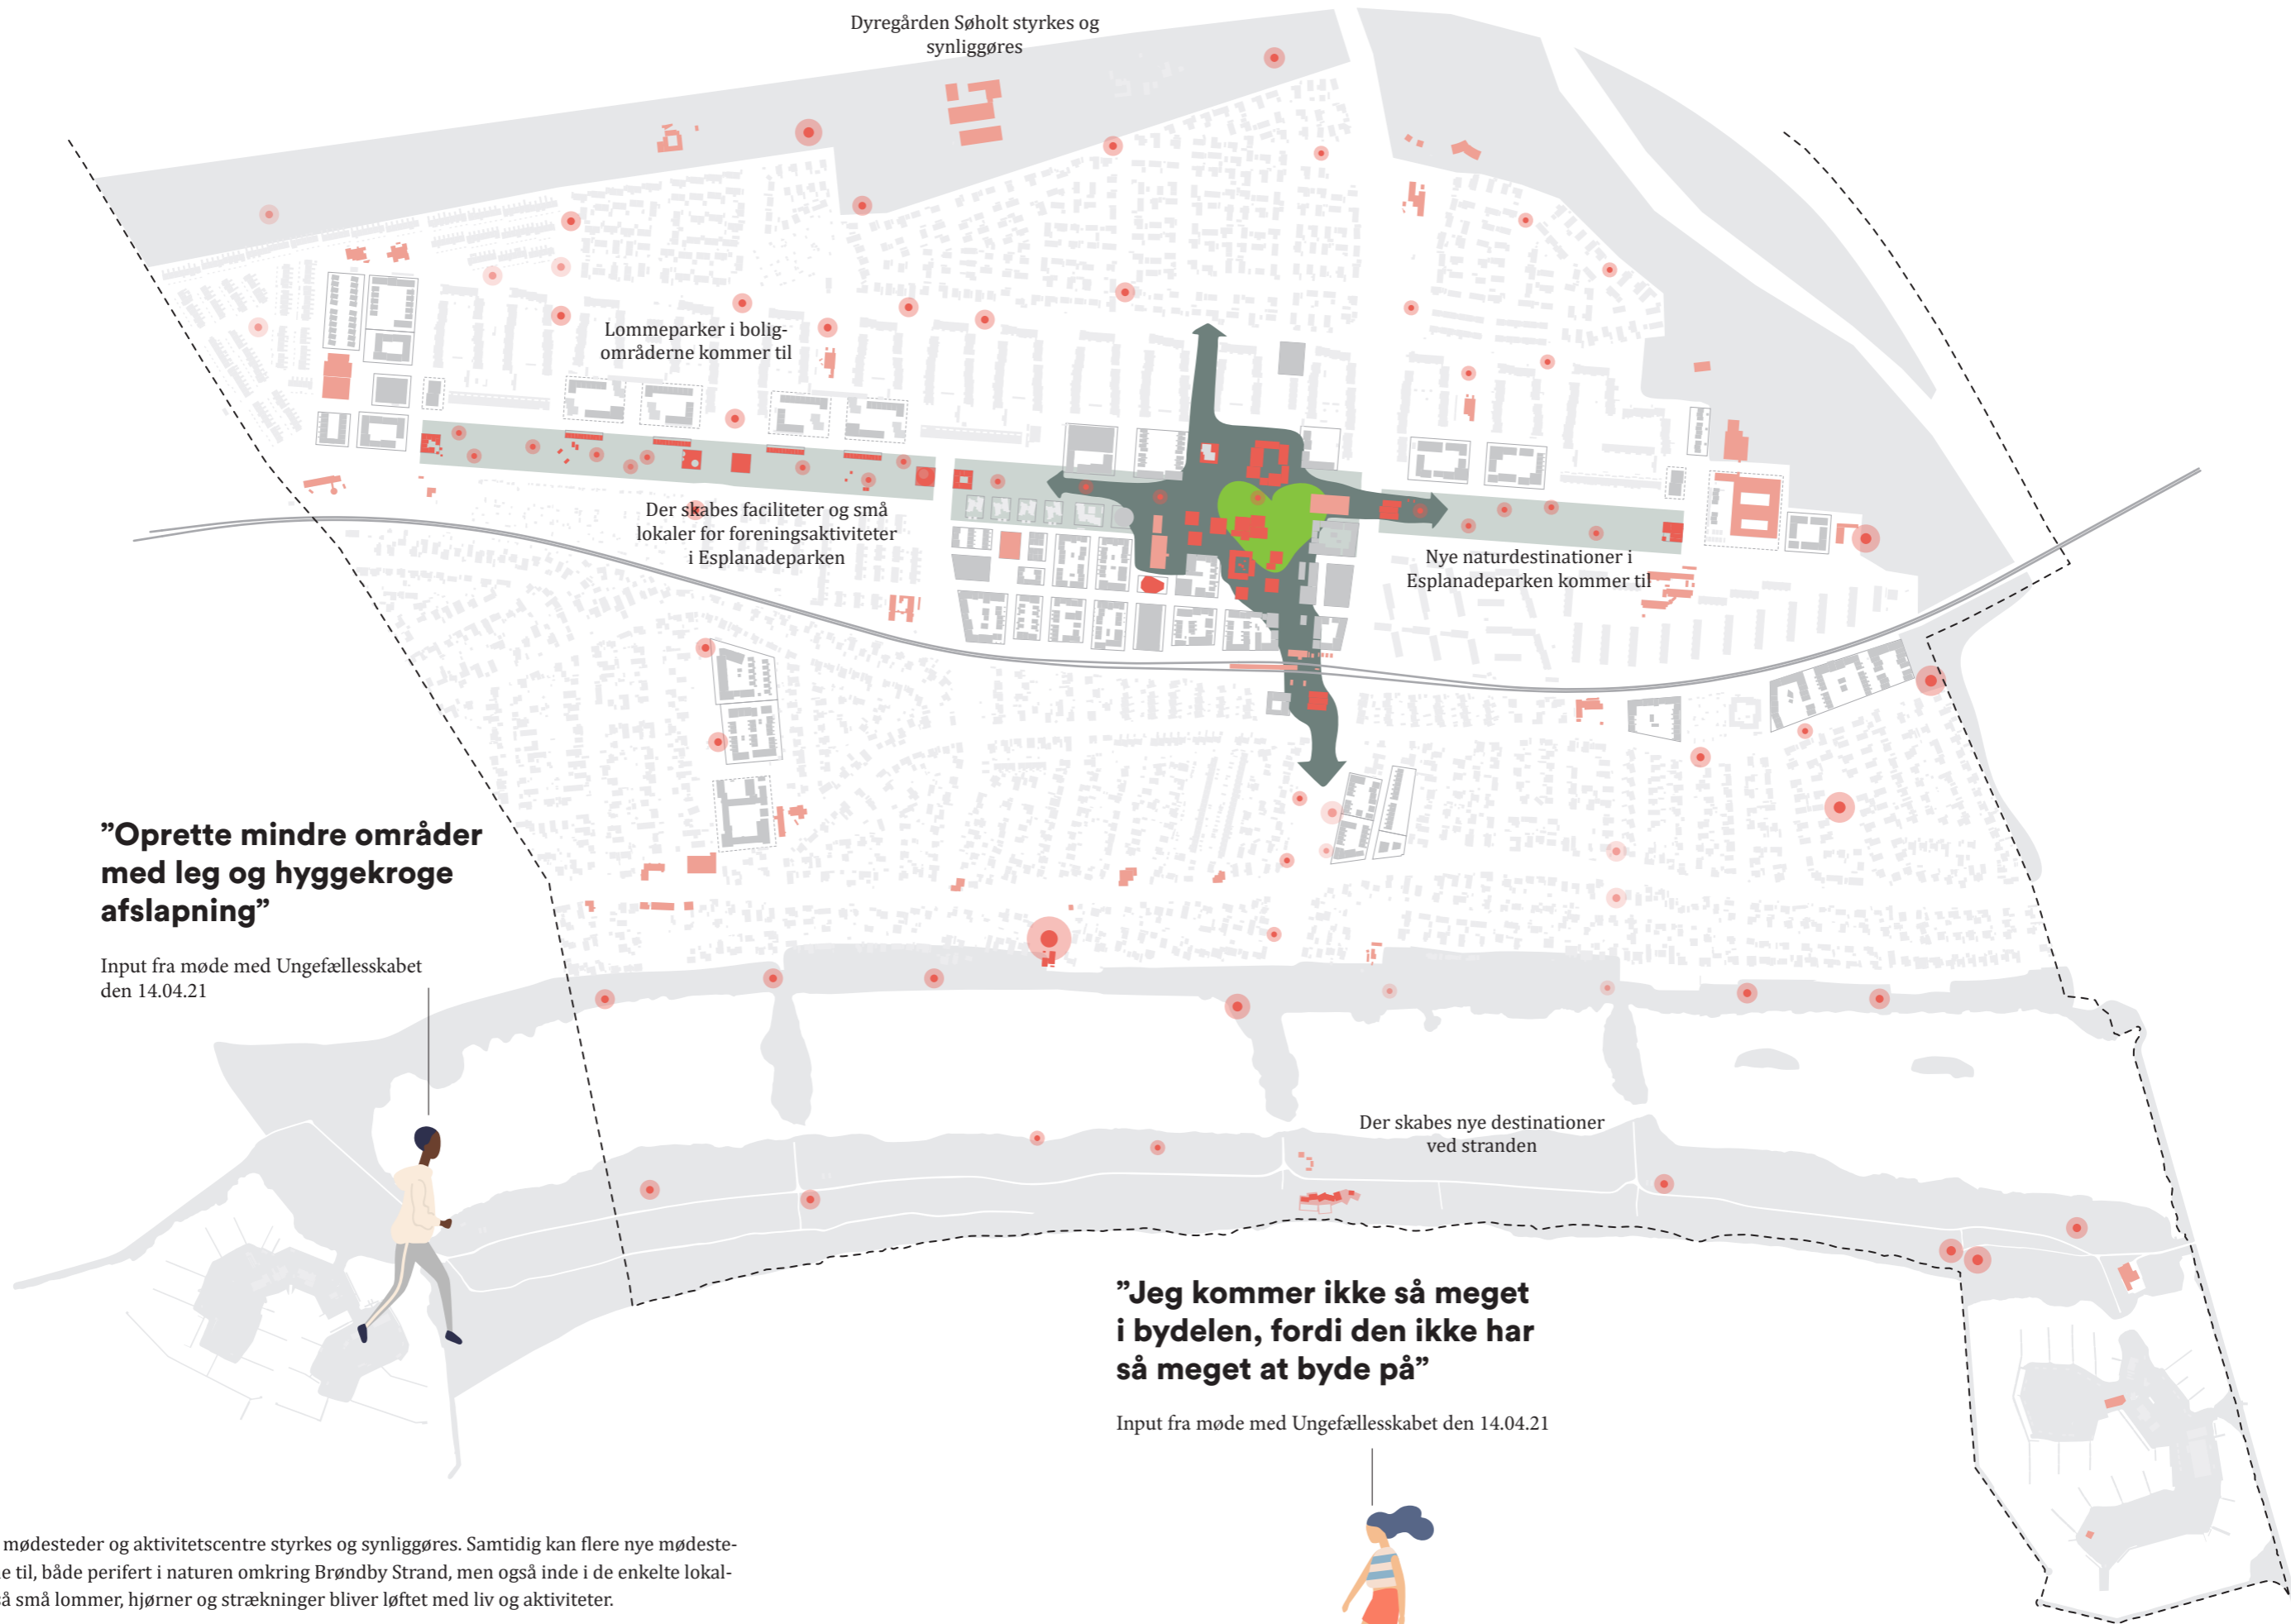 Dyregården Søholt styrkes og
synliggøres
Lommeparker i bolig-
områderne kommer til
Der skabes faciliteter og små
lokaler for foreningsaktiviteter
i Esplanadeparken
Nye naturdestinationer i
Esplanadeparken kommer til
”Oprette mindre områder
med leg og hyggekroge
afslapning”
Input fra møde med Ungefællesskabet
den 14.04.21
Der skabes nye destinationer
ved stranden
”Jeg kommer ikke så meget
i bydelen, fordi den ikke har
så meget at byde på”
Input fra møde med Ungefællesskabet den 14.04.21
mødesteder og aktivitetscentre styrkes og synliggøres. Samtidig kan flere nye mødeste-
e til, både perifert i naturen omkring Brøndby Strand, men også inde i de enkelte lokal-
så små lommer, hjørner og strækninger bliver løftet med liv og aktiviteter.